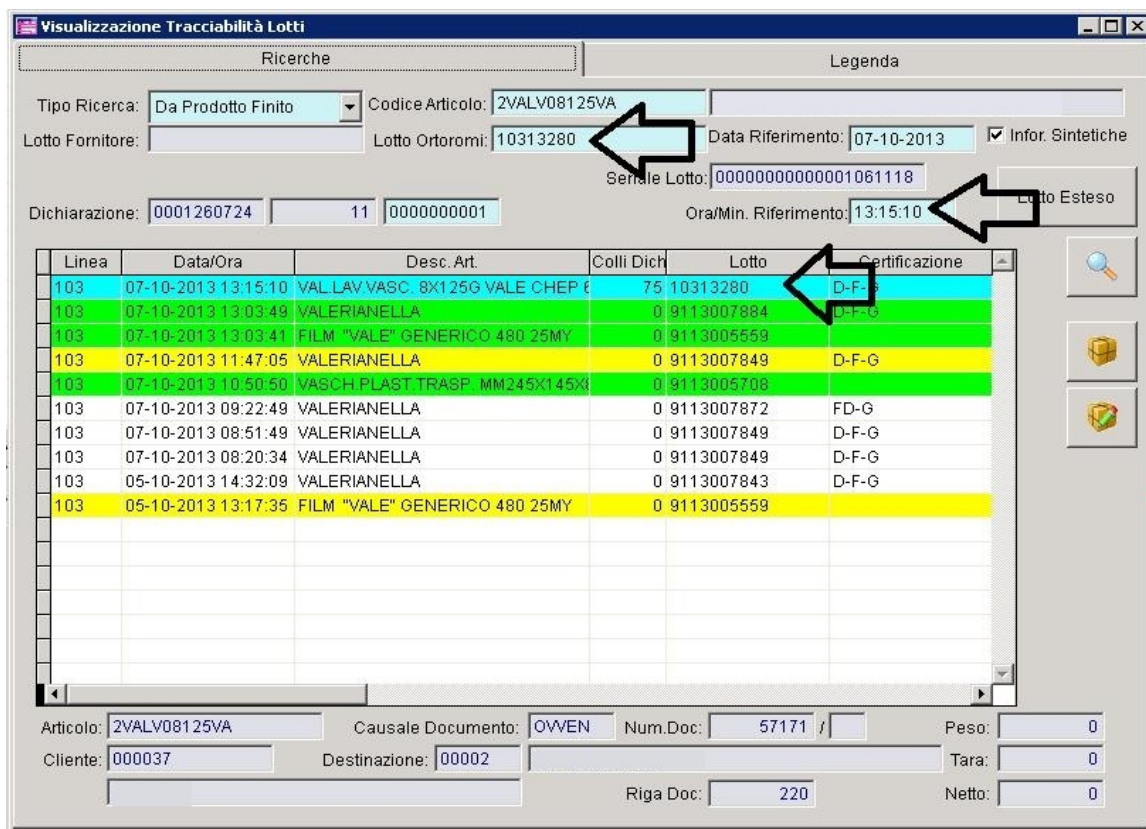 Visualizzazione Tracciabilità Lotti
Ricerche Legenda
Tipo Ricerca: Da Prodotto Finito Codice Articolo: 2VALV08125VA
Lotto Fornitore: Lotto Ortoromi: 10313280 Data Riferimento: 07-10-2013 Infor. Sintetiche
Seriale Lotto: 00000000000001061118
Lotto Esteso
Dichiarazione: 0001260724 11 0000000001 Ora/Min. Riferimento: 13:15:10
Linea Data/Ora Desc. Art. Colli Dich Lotto Certificazione
103 07-10-2013 13:15:10 VAL.LAV.VASC. 8X125G VALE CHEP 6 75 10313280 D-F-G
103 07-10-2013 13:03:49 VALERIANELLA 0 9113007884 D-F-G
103 07-10-2013 13:03:41 FILM "VALE" GENERICO 480 25MY 0 9113005559
103 07-10-2013 11:47:05 VALERIANELLA 0 9113007849 D-F-G
103 07-10-2013 10:50:50 VASCH.PLAST.TRASP. MM245X145X 0 9113005708
103 07-10-2013 09:22:49 VALERIANELLA 0 9113007872 FD-G
103 07-10-2013 08:51:49 VALERIANELLA 0 9113007849 D-F-G
103 07-10-2013 08:20:34 VALERIANELLA 0 9113007849 D-F-G
103 05-10-2013 14:32:09 VALERIANELLA 0 9113007843 D-F-G
103 05-10-2013 13:17:35 FILM "VALE" GENERICO 480 25MY 0 9113005559
Articolo: 2VALV08125VA Causale Documento: OVVEN Num.Doc: 57171 / Peso: 0
Cliente: 000037 Destinazione: 00002 Tara: 0
Riga Doc: 220 Netto: 0